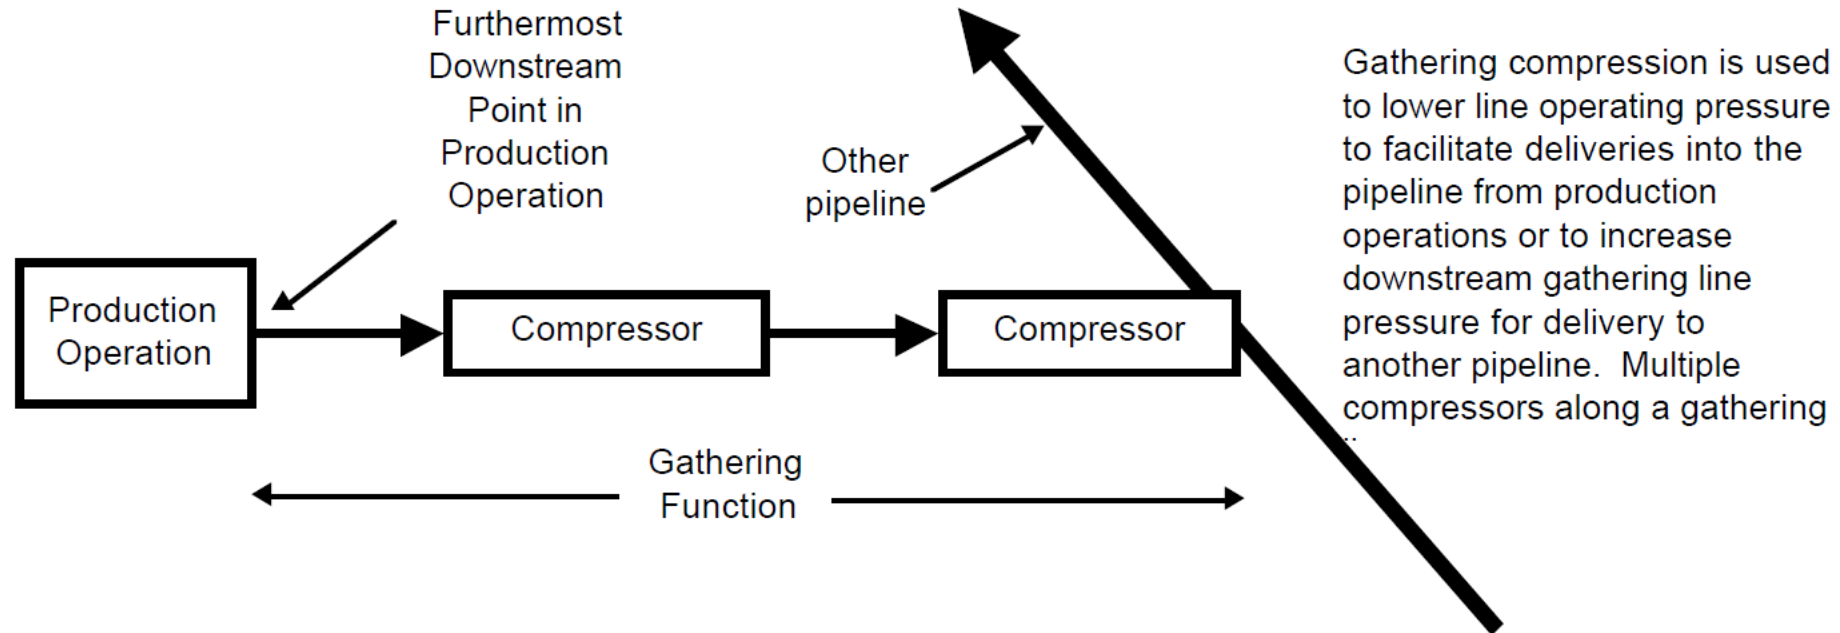 Furthermost
Downstream
Point in
Production
Operation
Other
pipeline
Production
Operation
Compressor
Compressor
Gathering
Function
Gathering compression is used
to lower line operating pressure
to facilitate deliveries into the
pipeline from production
operations or to increase
downstream gathering line
pressure for delivery to
another pipeline. Multiple
compressors along a gathering